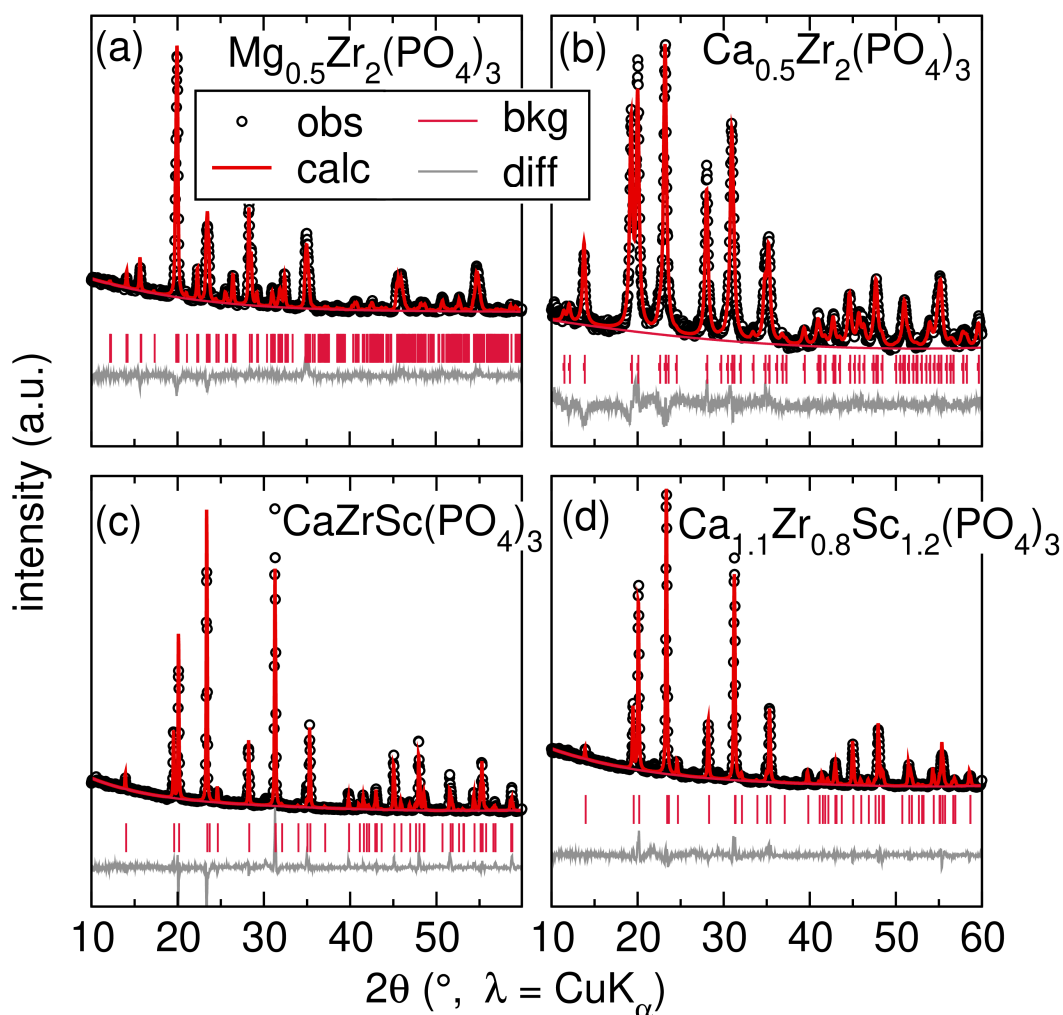 (a) Mg0.5Zr2(PO4)3
(b) Ca0.5Zr2(PO4)3
obs
bkg
calc
diff
(c) CaZrSc(PO4)3
(d) Ca1.1Zr0.8Sc1.2(PO4)3
intensity (a.u.)
10 20 30 40 50
10 20 30 40 50 60
2θ (°, λ = CuKα)